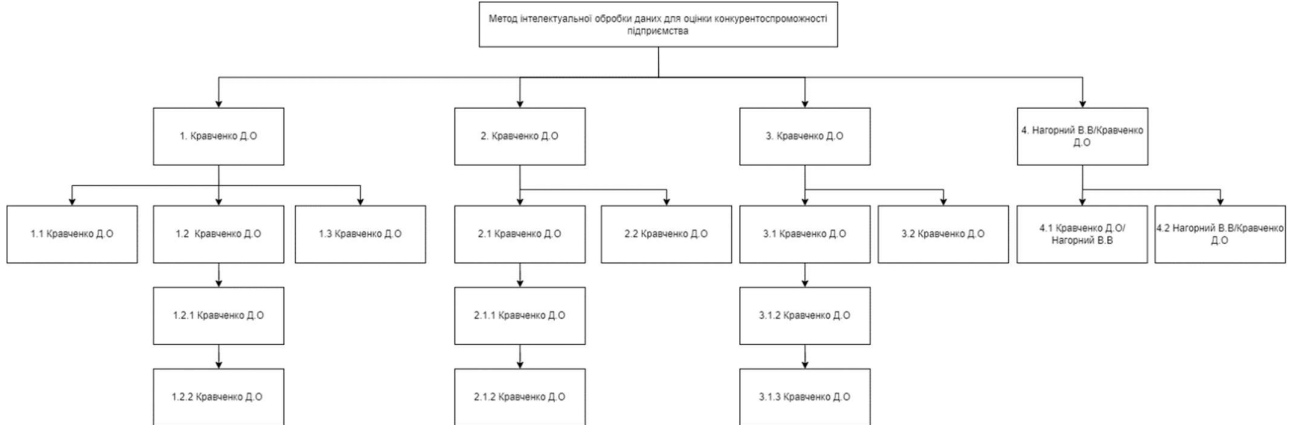 Метод інтелектуальної обробки даних для оцінки конкурентоспроможності
підприємства
1. Кравченко Д.О
2. Кравченко Д.О
3. Кравченко Д.О
4. Нагорний В.В/Кравченко
Д.О
1.1 Кравченко Д.О
1.2 Кравченко Д.О
1.3 Кравченко Д.О
2.1 Кравченко Д.О
2.2 Кравченко Д.О
3.1 Кравченко Д.О
3.2 Кравченко Д.О
4.1 Кравченко Д.О/
Нагорний В.В
4.2 Нагорний В.В/Кравченко
Д.О
1.2.1 Кравченко Д.О
2.1.1 Кравченко Д.О
3.1.2 Кравченко Д.О
1.2.2 Кравченко Д.О
2.1.2 Кравченко Д.О
3.1.3 Кравченко Д.О